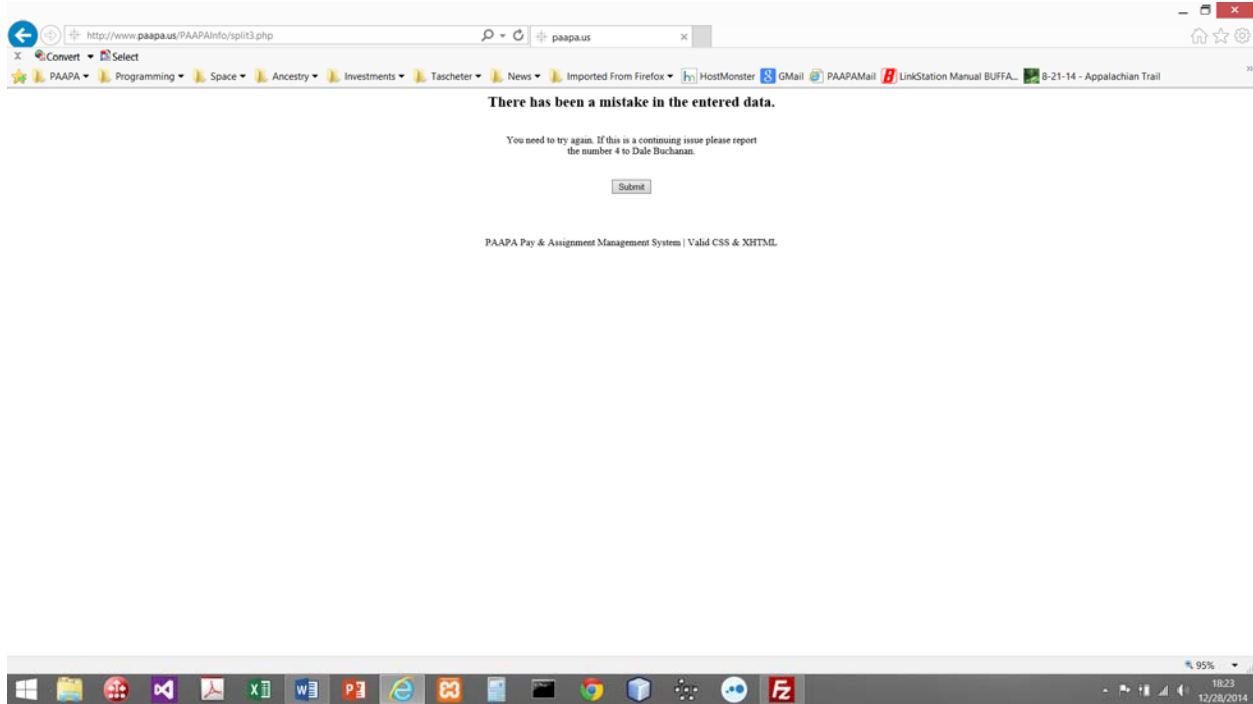 http://www.paapa.us/PAAPAInfo/split3.php
paapa.us
x Convert Select
PAAPA Programming Space Ancestry Investments Tascheter News Imported From Firefox HostMonster GMail PAAPAMail LinkStation Manual BUFFA... 8-21-14 - Appalachian Trail
There has been a mistake in the entered data.
You need to try again. If this is a continuing issue please report
the number 4 to Dale Buchanan.
Submit
PAAPA Pay & Assignment Management System | Valid CSS & XHTML
95%
18:23
12/28/2014